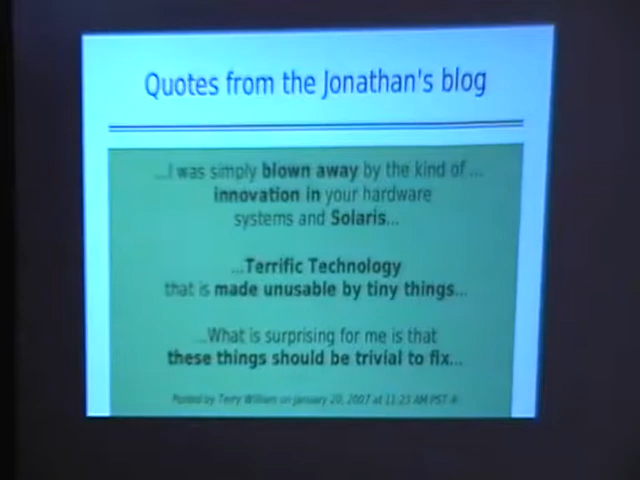 Quotes from the Jonathan's blog
...I was simply blown away by the kind of ...
innovation in your hardware
systems and Solaris...
...Terrific Technology
that is made unusable by tiny things...
...What is surprising for me is that
these things should be trivial to fix...
Posted by Terry William on January 20, 2007 at 11:23 AM PST #